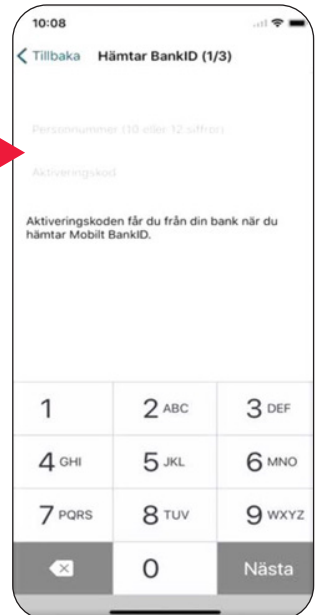 10:08
Tillbaka Hämtar BankID (1/3)
Personnummer (10 eller 12 siffror)
Aktiveringskod
Aktiveringskoden får du från din bank när du
hämtar Mobilt BankID.
1 2 ABC 3 DEF
4 GHI 5 JKL 6 MNO
7 PQRS 8 TUV 9 WXYZ
0 Nästa